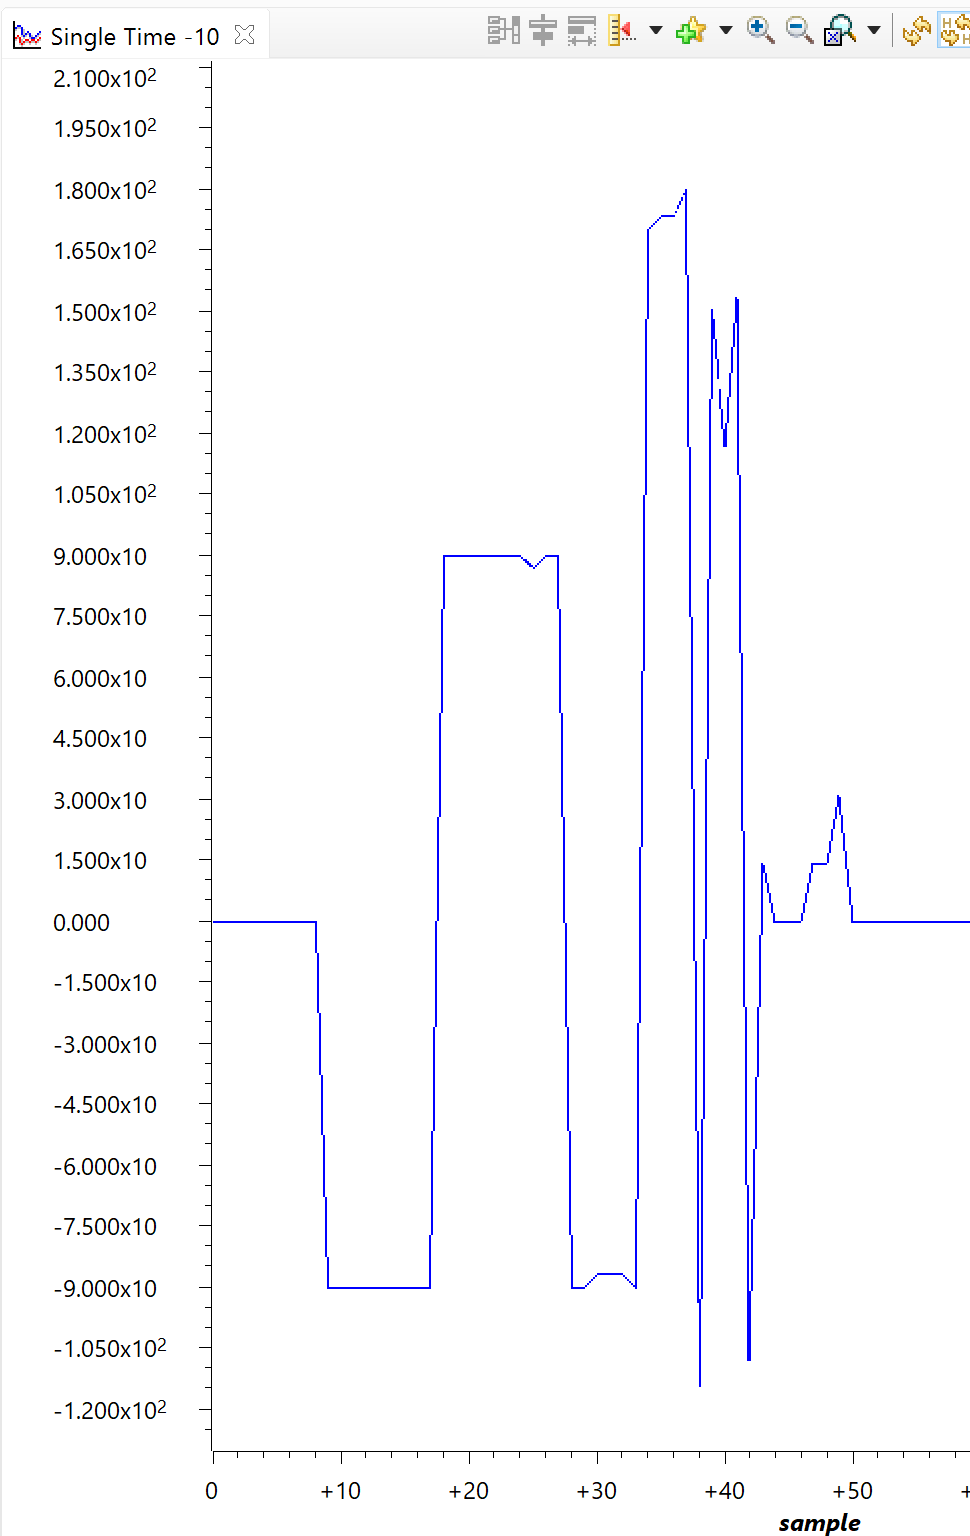 Single Time -10
2.100x10²
1.950x10²
1.800x10²
1.650x10²
1.500x10²
1.350x10²
1.200x10²
1.050x10²
9.000x10
7.500x10
6.000x10
4.500x10
3.000x10
1.500x10
0.000
-1.500x10
-3.000x10
-4.500x10
-6.000x10
-7.500x10
-9.000x10
-1.050x10²
-1.200x10²
0 +10 +20 +30 +40 +50 +
sample